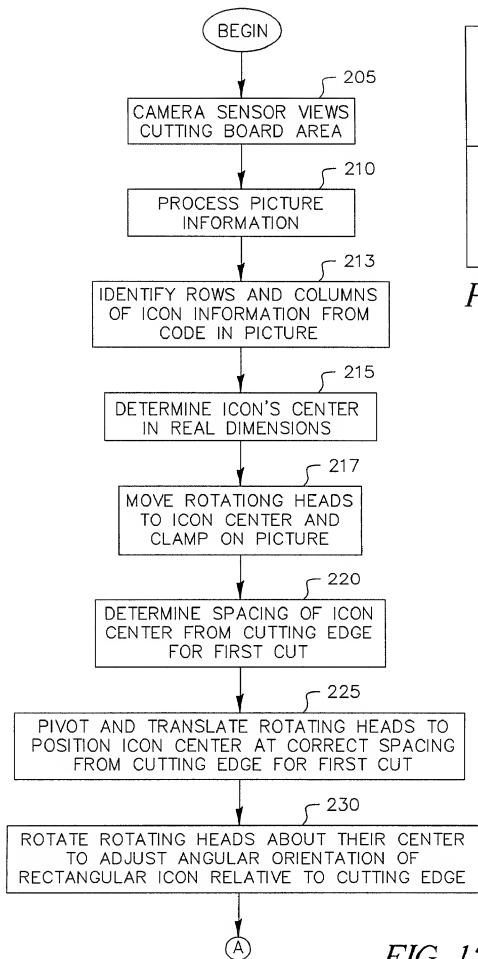 BEGIN
205
CAMERA SENSOR VIEWS
CUTTING BOARD AREA
210
PROCESS PICTURE
INFORMATION
213
IDENTIFY ROWS AND COLUMNS
OF ICON INFORMATION FROM
CODE IN PICTURE
215
DETERMINE ICON'S CENTER
IN REAL DIMENSIONS
217
MOVE ROTATIONG HEADS
TO ICON CENTER AND
CLAMP ON PICTURE
220
DETERMINE SPACING OF ICON
CENTER FROM CUTTING EDGE
FOR FIRST CUT
225
PIVOT AND TRANSLATE ROTATING HEADS TO
POSITION ICON CENTER AT CORRECT SPACING
FROM CUTTING EDGE FOR FIRST CUT
230
ROTATE ROTATING HEADS ABOUT THEIR CENTER
TO ADJUST ANGULAR ORIENTATION OF
RECTANGULAR ICON RELATIVE TO CUTTING EDGE
A
FIG.